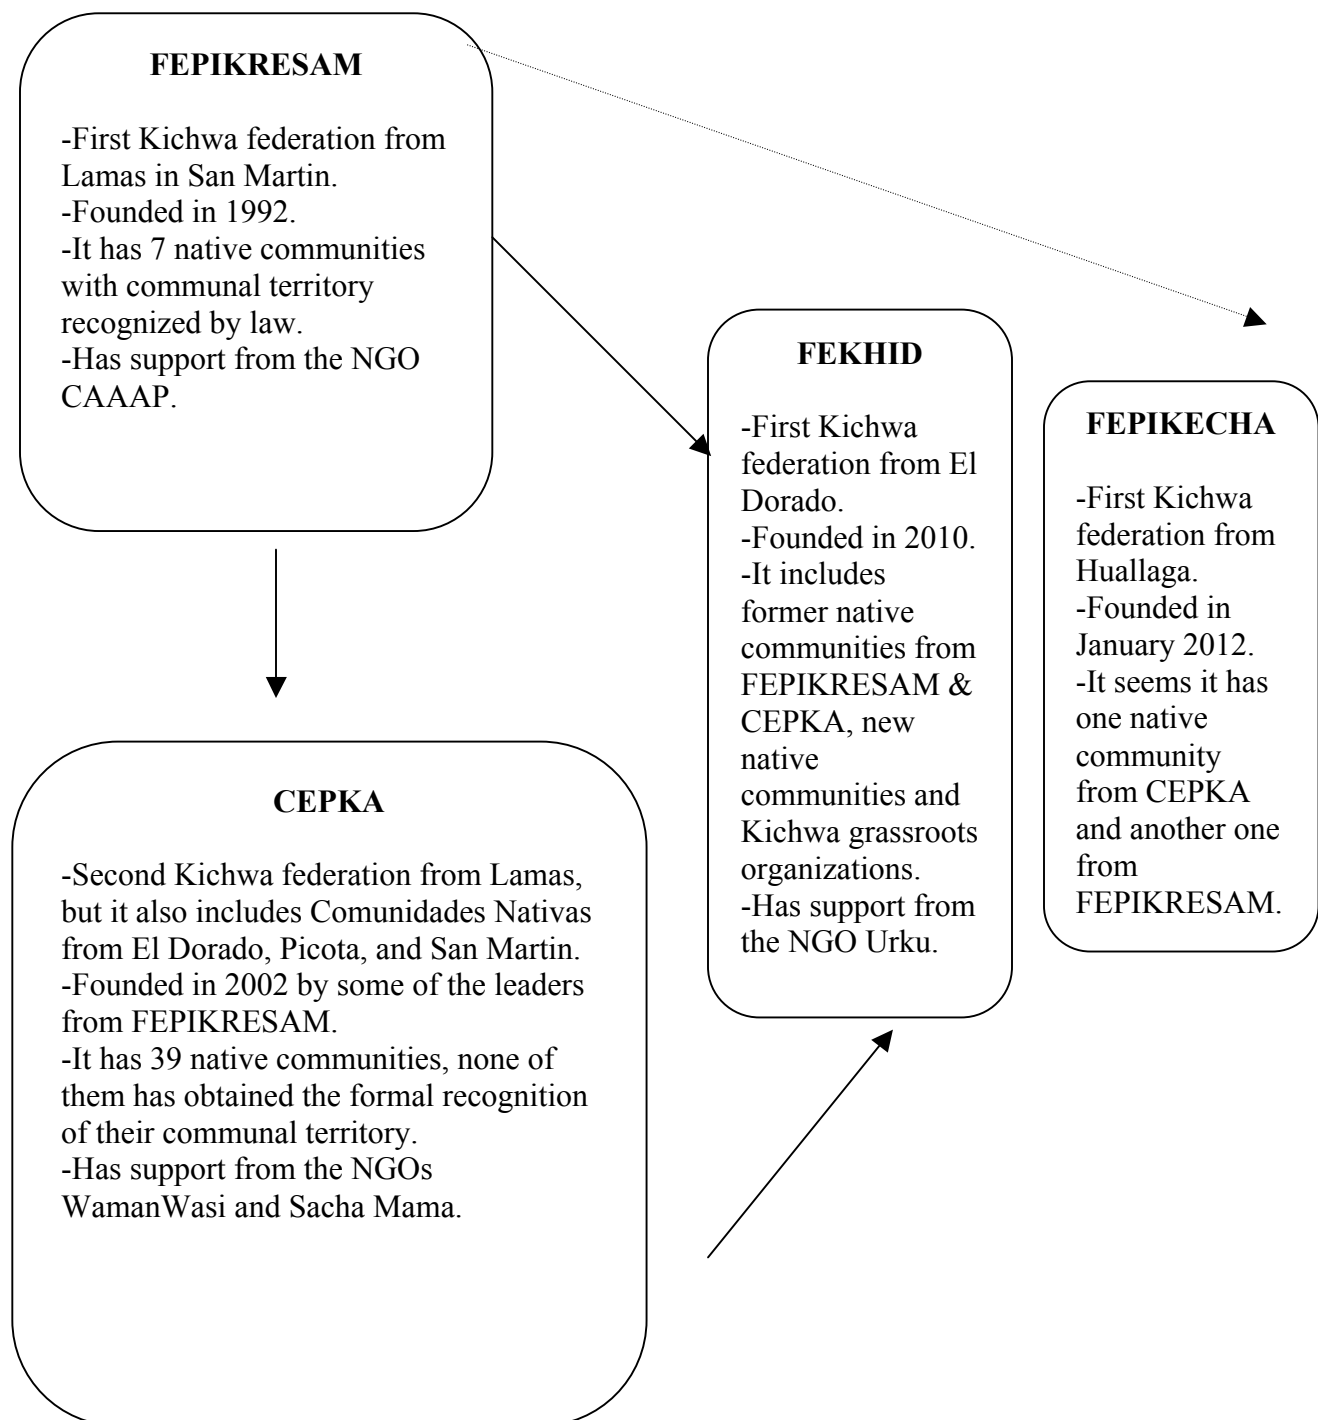 FEPIKRESAM
-First Kichwa federation from
Lamas in San Martin.
-Founded in 1992.
-It has 7 native communities
with communal territory
recognized by law.
-Has support from the NGO
CAAAP.
CEPKA
-Second Kichwa federation from Lamas,
but it also includes Comunidades Nativas
from El Dorado, Picota, and San Martin.
-Founded in 2002 by some of the leaders
from FEPIKRESAM.
-It has 39 native communities, none of
them has obtained the formal recognition
of their communal territory.
-Has support from the NGOs
WamanWasi and Sacha Mama.
FEKHID
-First Kichwa
federation from El
Dorado.
-Founded in 2010.
-It includes
former native
communities from
FEPIKRESAM &
CEPKA, new
native
communities and
Kichwa grassroots
organizations.
-Has support from
the NGO Urku.
FEPIKECHA
-First Kichwa
federation from
Huallaga.
-Founded in
January 2012.
-It seems it has
one native
community
from CEPKA
and another one
from
FEPIKRESAM.